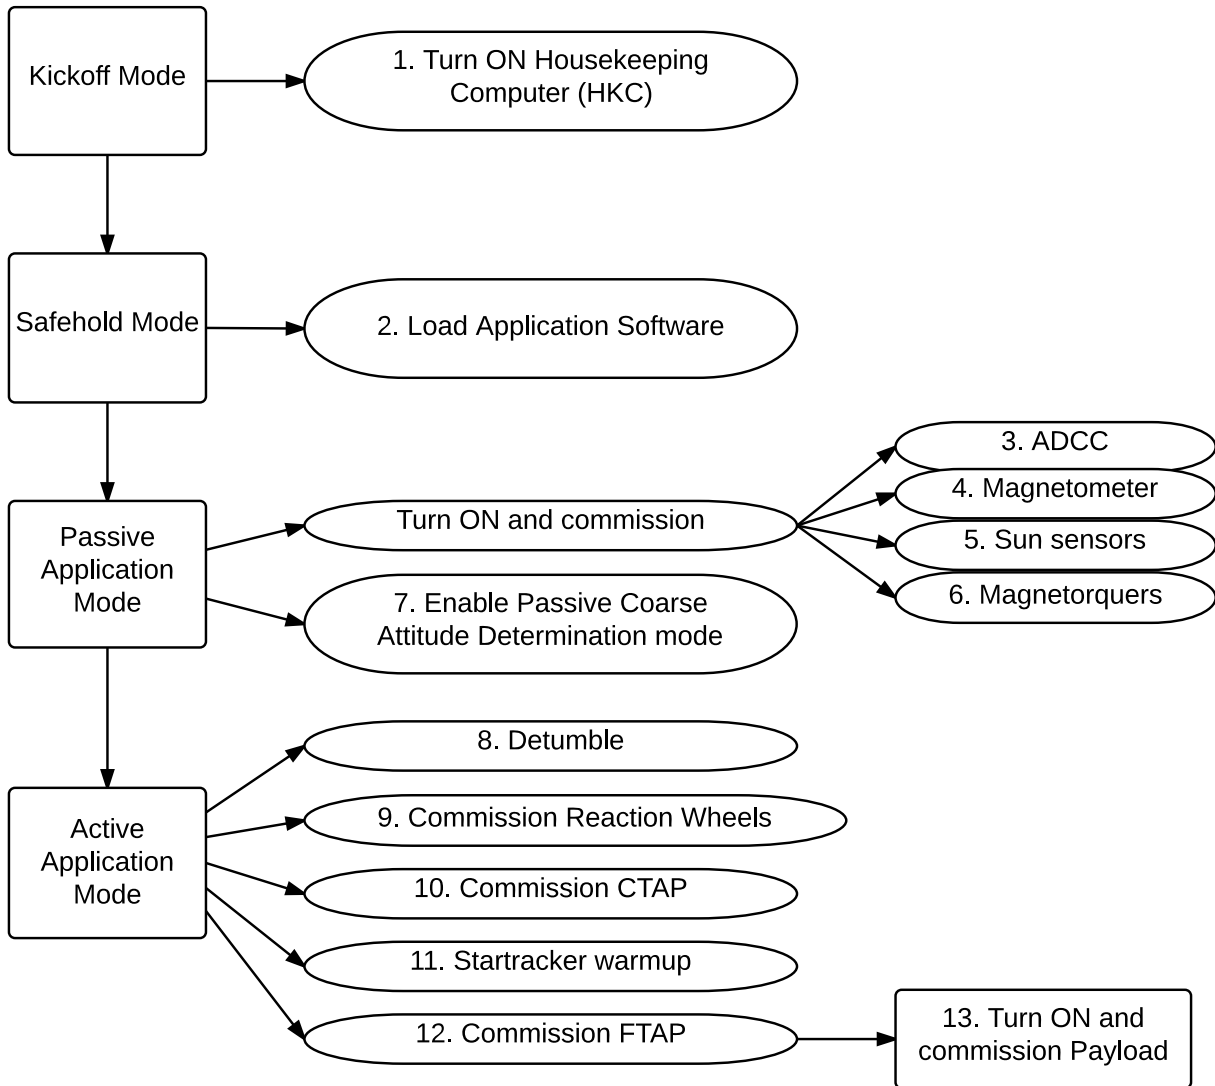 Kickoff Mode
1. Turn ON Housekeeping
Computer (HKC)
Safehold Mode
2. Load Application Software
Passive
Application
Mode
Turn ON and commission
3. ADCC
4. Magnetometer
5. Sun sensors
6. Magnetorquers
7. Enable Passive Coarse
Attitude Determination mode
Active
Application
Mode
8. Detumble
9. Commission Reaction Wheels
10. Commission CTAP
11. Startracker warmup
12. Commission FTAP
13. Turn ON and
commission Payload